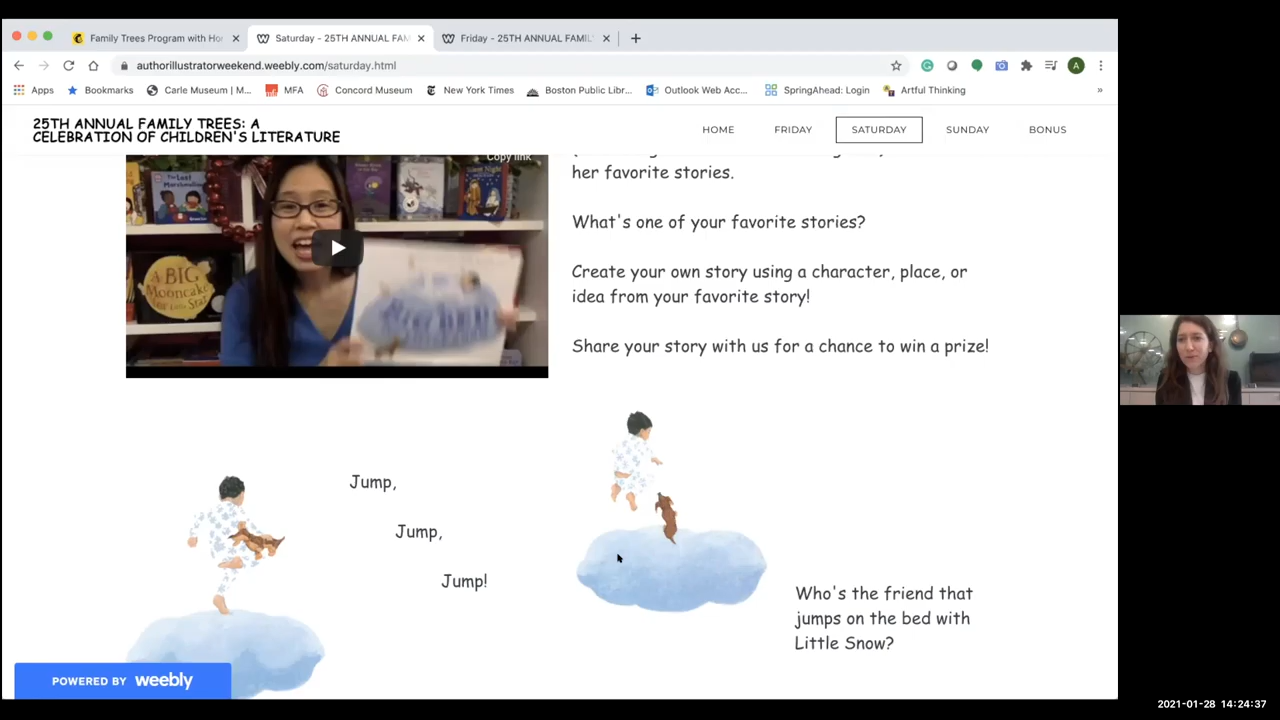 Family Trees Program with Ho
Saturday - 25TH ANNUAL FAM
Friday - 25TH ANNUAL FAMIL
authorillustratorweekend.weebly.com/saturday.html
A
Apps
Bookmarks
Carle Museum | M...
MFA
Concord Museum
New York Times
Boston Public Libr...
Outlook Web Acc...
SpringAhead: Login
Artful Thinking
»
25TH ANNUAL FAMILY TREES: A
CELEBRATION OF CHILDREN'S LITERATURE
HOME
FRIDAY
SATURDAY
SUNDAY
BONUS
Copy link
A BIG
Mooncake
for Little Star
her favorite stories.
What's one of your favorite stories?
Create your own story using a character, place, or
idea from your favorite story!
Share your story with us for a chance to win a prize!
Jump,
Jump,
Jump!
Who's the friend that
jumps on the bed with
Little Snow?
POWERED BY weebly
2021-01-28 14:24:37